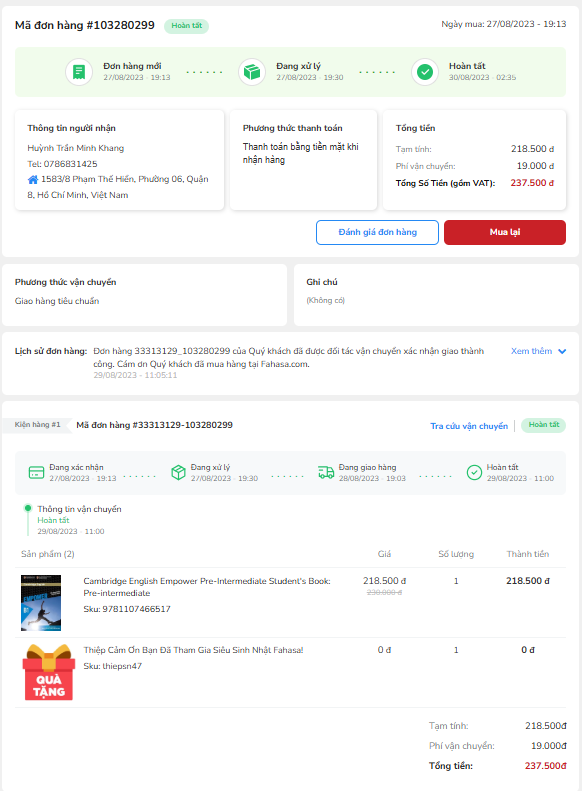 Mã đơn hàng #103280299 Hoàn tất
Ngày mua: 27/08/2023 - 19:13
Đơn hàng mới
27/08/2023 - 19:13
Đang xử lý
27/08/2023 - 19:30
Hoàn tất
30/08/2023 - 02:35
Thông tin người nhận
Huỳnh Trần Minh Khang
Tel: 0786831425
1583/8 Phạm Thế Hiển, Phường 06, Quận
8, Hồ Chí Minh, Việt Nam
Phương thức thanh toán
Thanh toán bằng tiền mặt khi
nhận hàng
Tổng tiền
Tạm tính: 218.500 đ
Phí vận chuyển: 19.000 đ
Tổng Số Tiền (gồm VAT): 237.500 đ
Đánh giá đơn hàng
Mua lại
Phương thức vận chuyển
Giao hàng tiêu chuẩn
Ghi chú
(Không có)
Lịch sử đơn hàng: Đơn hàng 33313129_103280299 của Quý khách đã được đối tác vận chuyển xác nhận giao thành
công. Cám ơn Quý khách đã mua hàng tại Fahasa.com.
29/08/2023 - 11:05:11
Xem thêm
Kiện hàng #1 Mã đơn hàng #33313129-103280299
Tra cứu vận chuyển Hoàn tất
Đang xác nhận
27/08/2023 - 19:13
Đang xử lý
27/08/2023 - 19:30
Đang giao hàng
28/08/2023 - 19:03
Hoàn tất
29/08/2023 - 11:00
Thông tin vận chuyển
Hoàn tất
29/08/2023 - 11:00
Sản phẩm (2) Giá Số lượng Thành tiền
EMPOWER
Cambridge English Empower Pre-Intermediate Student's Book:
Pre-intermediate
Sku: 9781107466517
218.500 đ
230.000 đ
1
218.500 đ
QUÀ
TẶNG
Thiệp Cảm Ơn Bạn Đã Tham Gia Siêu Sinh Nhật Fahasa!
Sku: thiepsn47
0 đ
1
0 đ
Tạm tính: 218.500đ
Phí vận chuyển: 19.000đ
Tổng tiền: 237.500đ